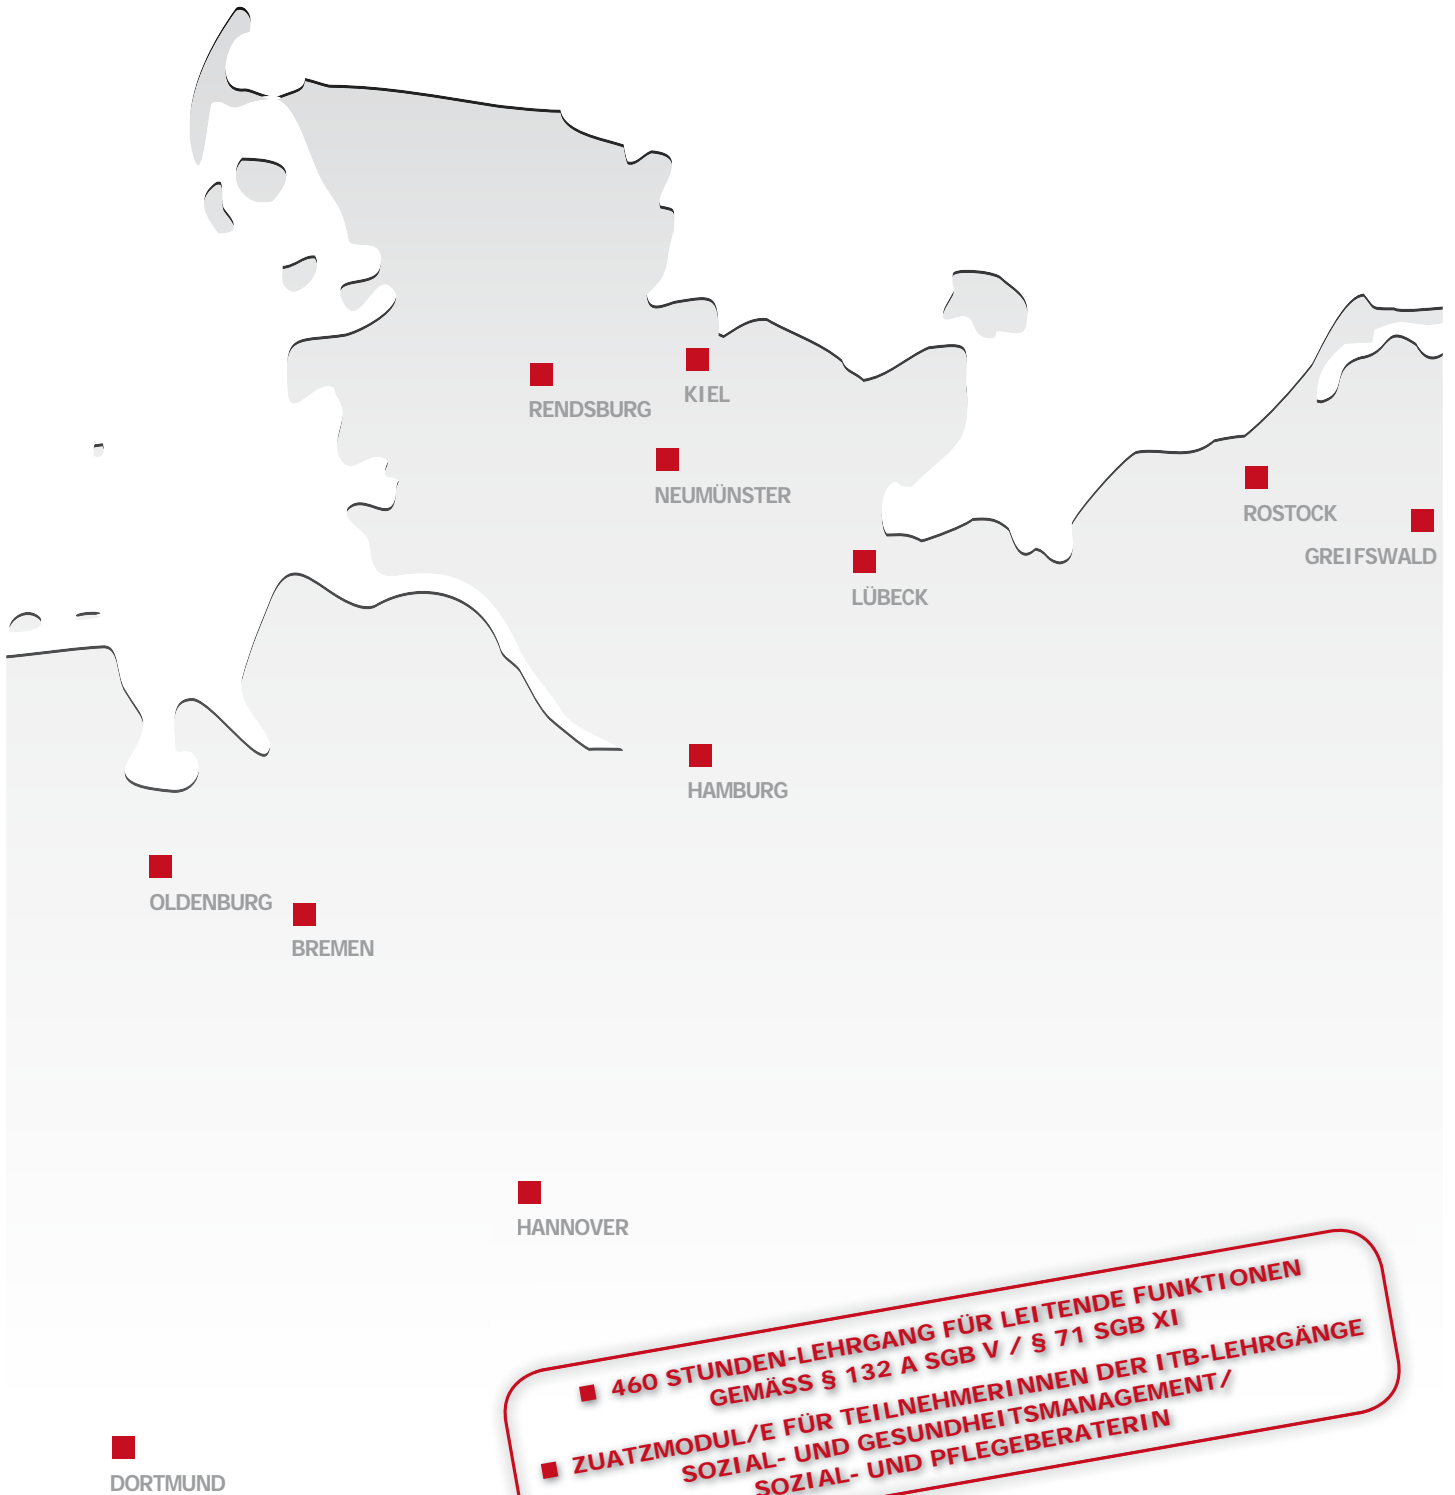 KIEL
RENDSBURG
NEUMÜNSTER
ROSTOCK
GREIFSWALD
LÜBECK
HAMBURG
OLDENBURG
BREMEN
HANNOVER
460 STUNDEN-LEHRGANG FÜR LEITENDE FUNKTIONEN
GEMÄSS § 132 A SGB V / § 71 SGB XI
ZUATZMODUL/E FÜR TEILNEHMERINNEN DER ITB-LEHRGÄNGE
SOZIAL- UND GESUNDHEITSMANAGEMENT/
SOZIAL- UND PFLEGEBERATERIN
DORTMUND